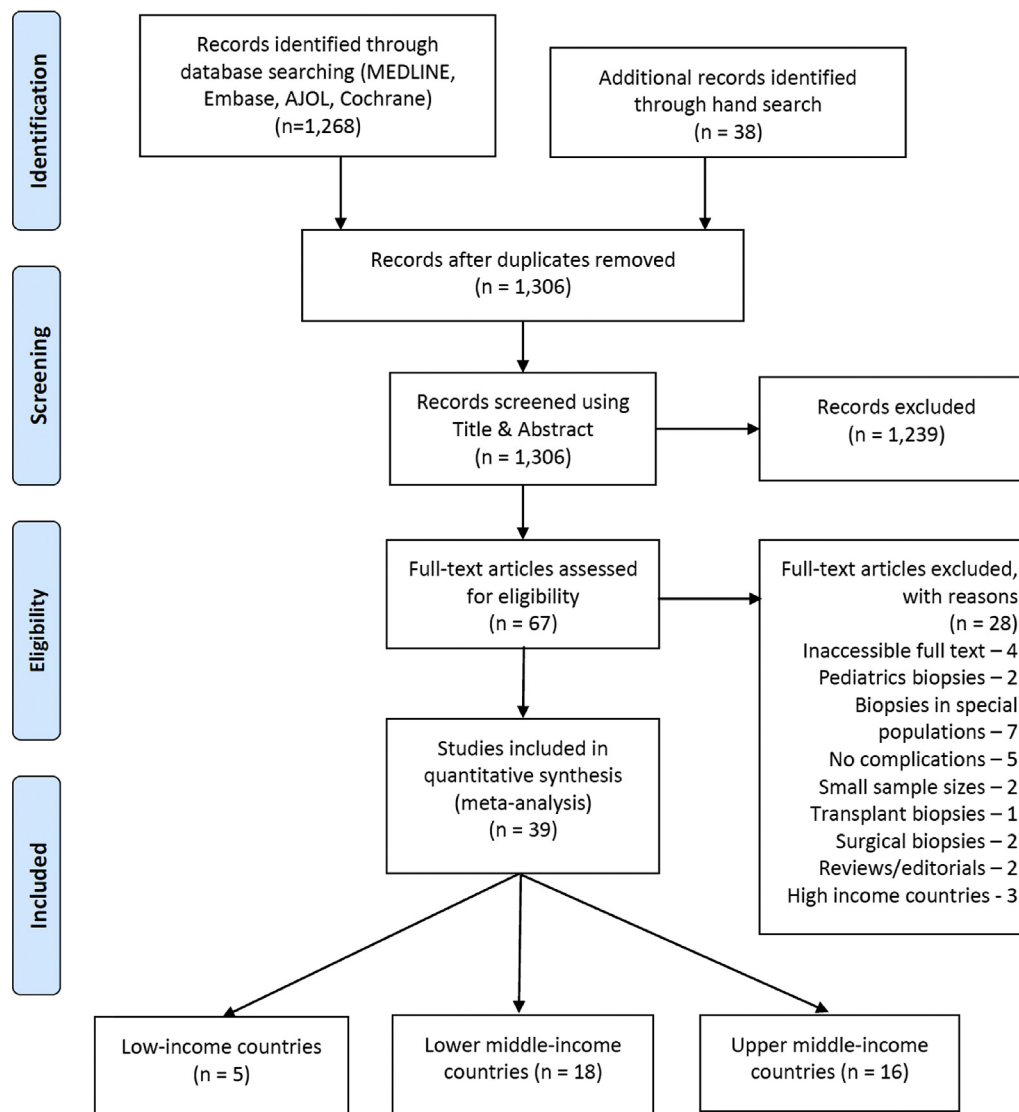 Identification
Records identified through
database searching (MEDLINE,
Embase, AJOL, Cochrane)
(n=1,268)
Additional records identified
through hand search
(n = 38)
Records after duplicates removed
(n = 1,306)
Screening
Records screened using
Title & Abstract
(n = 1,306)
Records excluded
(n = 1,239)
Eligibility
Full-text articles assessed
for eligibility
(n = 67)
Full-text articles excluded,
with reasons
(n = 28)
Inaccessible full text – 4
Pediatrics biopsies – 2
Biopsies in special
populations – 7
No complications – 5
Small sample sizes – 2
Transplant biopsies – 1
Surgical biopsies – 2
Reviews/editorials – 2
High income countries - 3
Included
Studies included in
quantitative synthesis
(meta-analysis)
(n = 39)
Low-income countries
(n = 5)
Lower middle-income
countries (n = 18)
Upper middle-income
countries (n = 16)